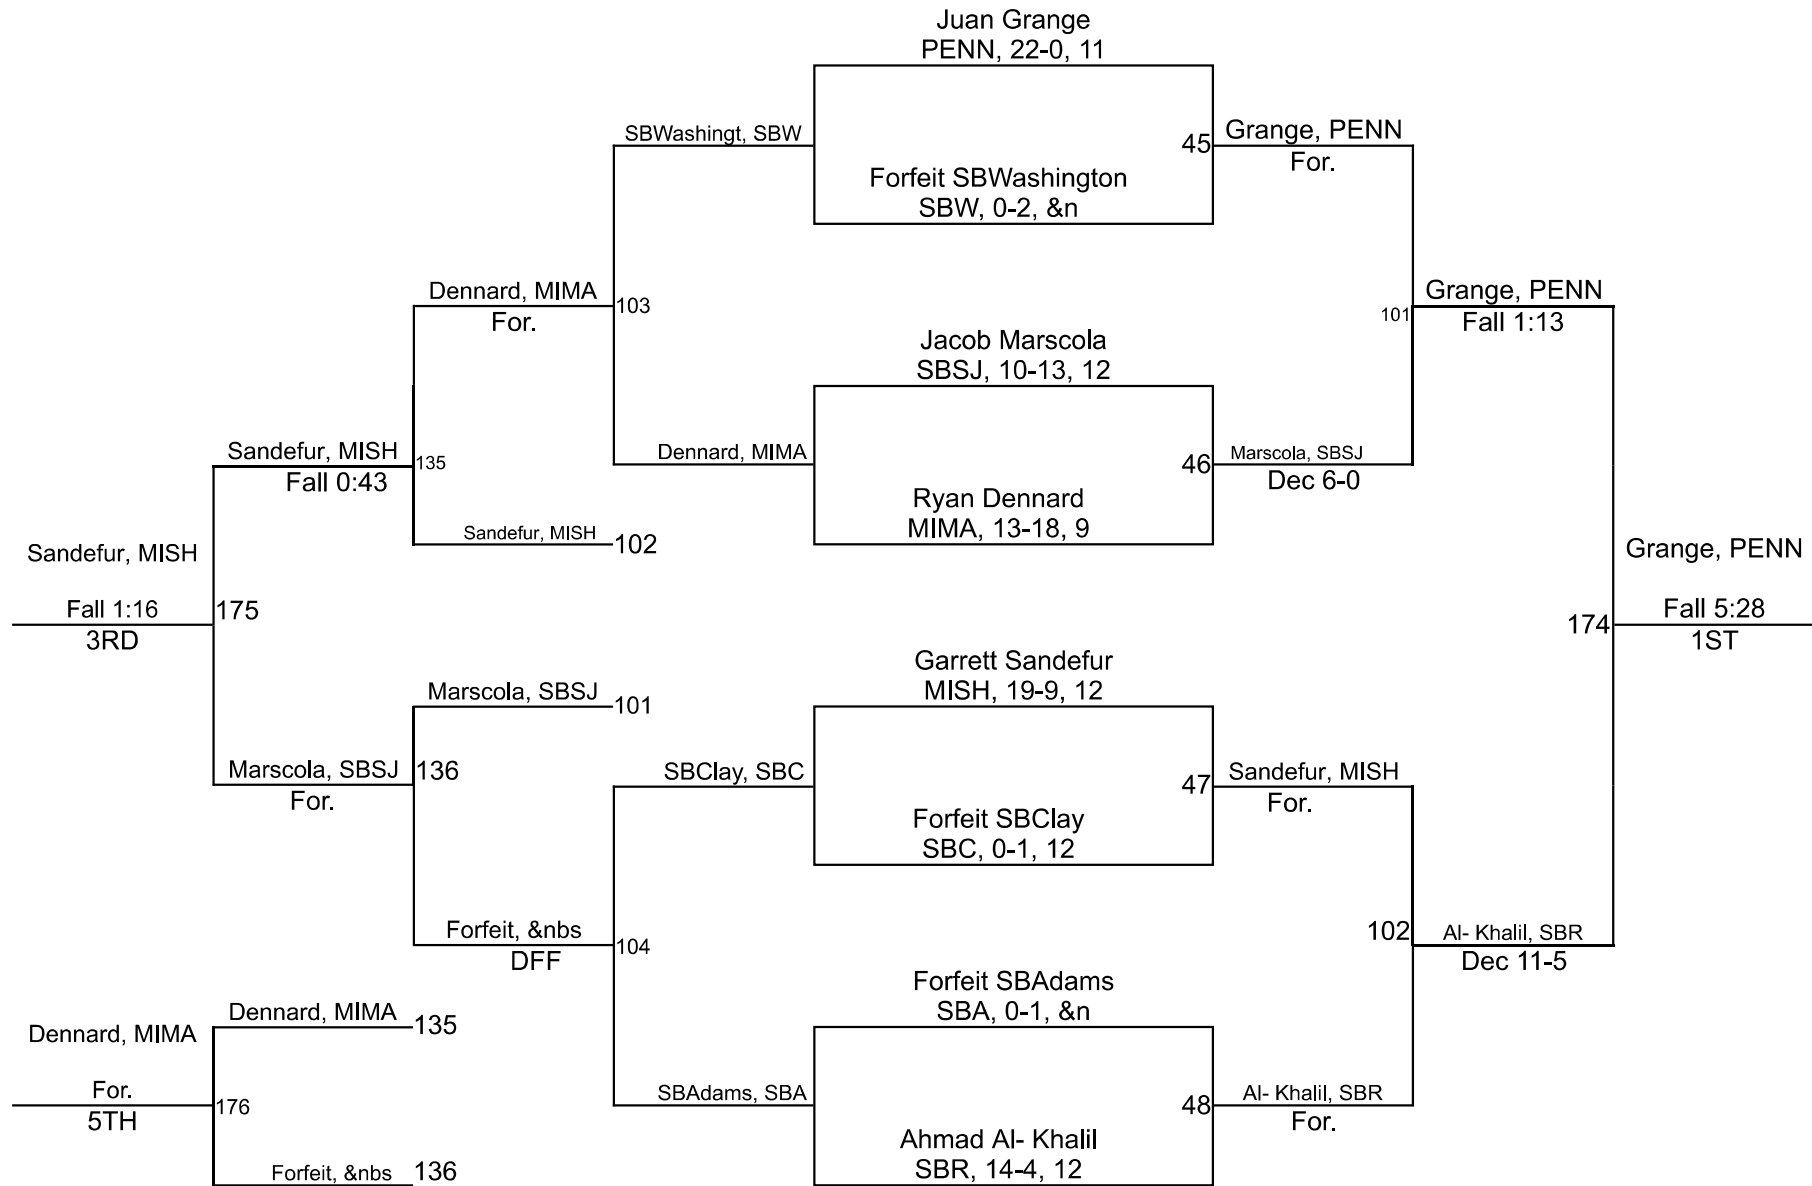 Juan Grange
PENN, 22-0, 11
SBWashingt, SBW
45
Grange, PENN
For.
Forfeit SBWashington
SBW, 0-2, &n
Dennard, MIMA
For.
103
Grange, PENN
Fall 1:13
101
Jacob Marscola
SBSJ, 10-13, 12
Sandefur, MISH
Fall 0:43
135
Dennard, MIMA
46
Marscola, SBSJ
Dec 6-0
Ryan Dennard
MIMA, 13-18, 9
Sandefur, MISH
102
Sandefur, MISH
Fall 1:16
3RD
175
Grange, PENN
Fall 5:28
1ST
174
Garrett Sandefur
MISH, 19-9, 12
Marscola, SBSJ
101
Marscola, SBSJ
For.
136
SBClay, SBC
47
Sandefur, MISH
For.
Forfeit SBClay
SBC, 0-1, 12
Forfeit, &nbs
DFF
104
102
Al- Khalil, SBR
Dec 11-5
Forfeit SBAdams
SBA, 0-1, &n
Dennard, MIMA
135
Dennard, MIMA
For.
5TH
176
SBAdams, SBA
48
Al- Khalil, SBR
For.
Ahmad Al- Khalil
SBR, 14-4, 12
Forfeit, &nbs
136